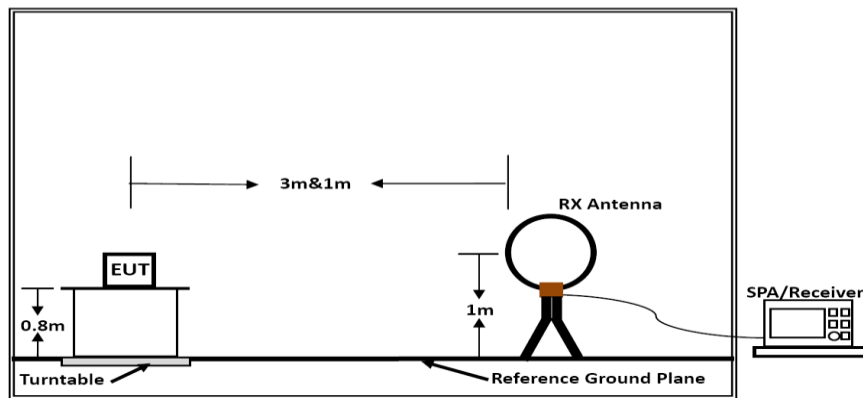 3m&1m
RX Antenna
EUT
SPA/Receiver
0.8m
1m
Turntable
Reference Ground Plane